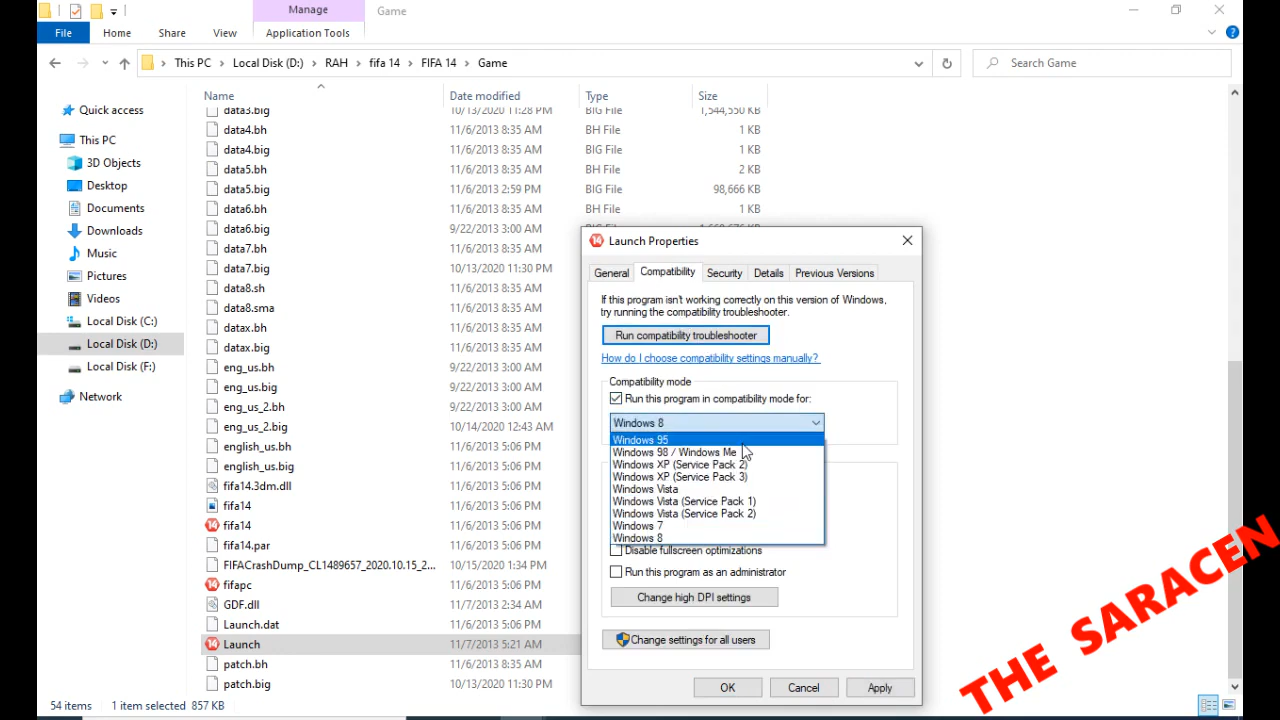 Manage
Game
File
Home
Share
View
Application Tools
This PC
Local Disk (D:)
RAH
fifa 14
FIFA 14
Game
Search Game
Name
Date modified
Type
Size
Quick access
This PC
3D Objects
Desktop
Documents
Downloads
Music
Pictures
Videos
Local Disk (C:)
Local Disk (D:)
Local Disk (F:)
Network
data3.big 10/13/2020 11:28 PM BIG File 1,544,550 KB
data4.bh 11/6/2013 8:35 AM BH File 1 KB
data4.big 11/6/2013 8:35 AM BIG File 1 KB
data5.bh 11/6/2013 8:35 AM BH File 2 KB
data5.big 11/6/2013 2:59 PM BIG File 98,666 KB
data6.bh 11/6/2013 8:35 AM BH File 1 KB
data6.big 9/22/2013 3:00 AM
data7.bh 11/6/2013 8:35 AM
data7.big 10/13/2020 11:30 PM
data8.sh 11/6/2013 8:35 AM
data8.sma 11/6/2013 8:35 AM
datax.bh 11/6/2013 8:35 AM
datax.big 11/6/2013 8:35 AM
eng_us.bh 9/22/2013 3:00 AM
eng_us.big 9/22/2013 3:00 AM
eng_us_2.bh 9/22/2013 3:00 AM
eng_us_2.big 10/14/2020 12:43 AM
english_us.bh 11/6/2013 5:06 PM
english_us.big 11/6/2013 5:06 PM
fifa14.3dm.dll 11/6/2013 5:06 PM
fifa14 11/6/2013 5:06 PM
fifa14 11/6/2013 5:06 PM
fifa14.par 11/6/2013 5:06 PM
FIFACrashDump_CL1489657_2020.10.15_2... 10/15/2020 1:34 PM
fifapc 11/6/2013 5:06 PM
GDF.dll 11/7/2013 2:34 AM
Launch.dat 11/6/2013 5:06 PM
Launch 11/7/2013 5:21 AM
patch.bh 11/6/2013 8:35 AM
patch.big 10/13/2020 11:30 PM
54 items
1 item selected 857 KB
Launch Properties
General
Compatibility
Security
Details
Previous Versions
If this program isn't working correctly on this version of Windows,
try running the compatibility troubleshooter.
Run compatibility troubleshooter
How do I choose compatibility settings manually?
Compatibility mode
Run this program in compatibility mode for:
Windows 8
Windows 95
Windows 98 / Windows Me
Windows XP (Service Pack 2)
Windows XP (Service Pack 3)
Windows Vista
Windows Vista (Service Pack 1)
Windows Vista (Service Pack 2)
Windows 7
Windows 8
Disable fullscreen optimizations
Run this program as an administrator
Change high DPI settings
Change settings for all users
OK
Cancel
Apply
THE SARACEN